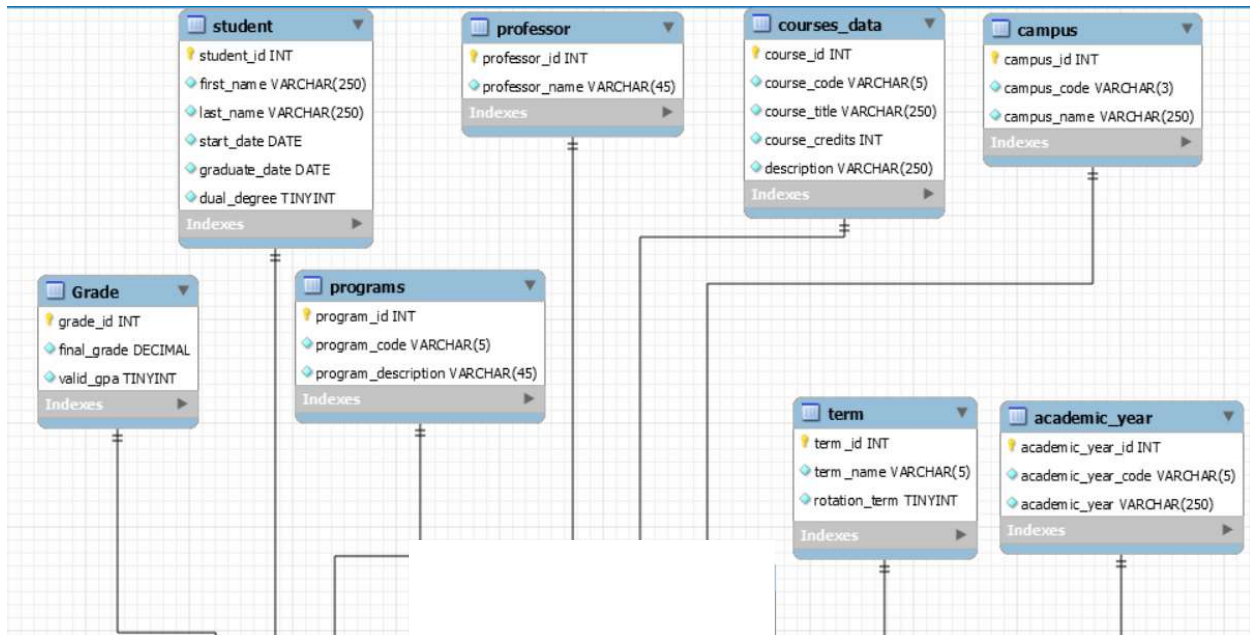 student
student_id INT
first_name VARCHAR(250)
last_name VARCHAR(250)
start_date DATE
graduate_date DATE
dual_degree TINYINT
Indexes
professor
professor_id INT
professor_name VARCHAR(45)
Indexes
courses_data
course_id INT
course_code VARCHAR(5)
course_title VARCHAR(250)
course_credits INT
description VARCHAR(250)
Indexes
campus
campus_id INT
campus_code VARCHAR(3)
campus_name VARCHAR(250)
Indexes
Grade
grade_id INT
final_grade DECIMAL
valid_gpa TINYINT
Indexes
programs
program_id INT
program_code VARCHAR(5)
program_description VARCHAR(45)
Indexes
term
term_id INT
term_name VARCHAR(5)
rotation_term TINYINT
Indexes
academic_year
academic_year_id INT
academic_year_code VARCHAR(5)
academic_year VARCHAR(250)
Indexes